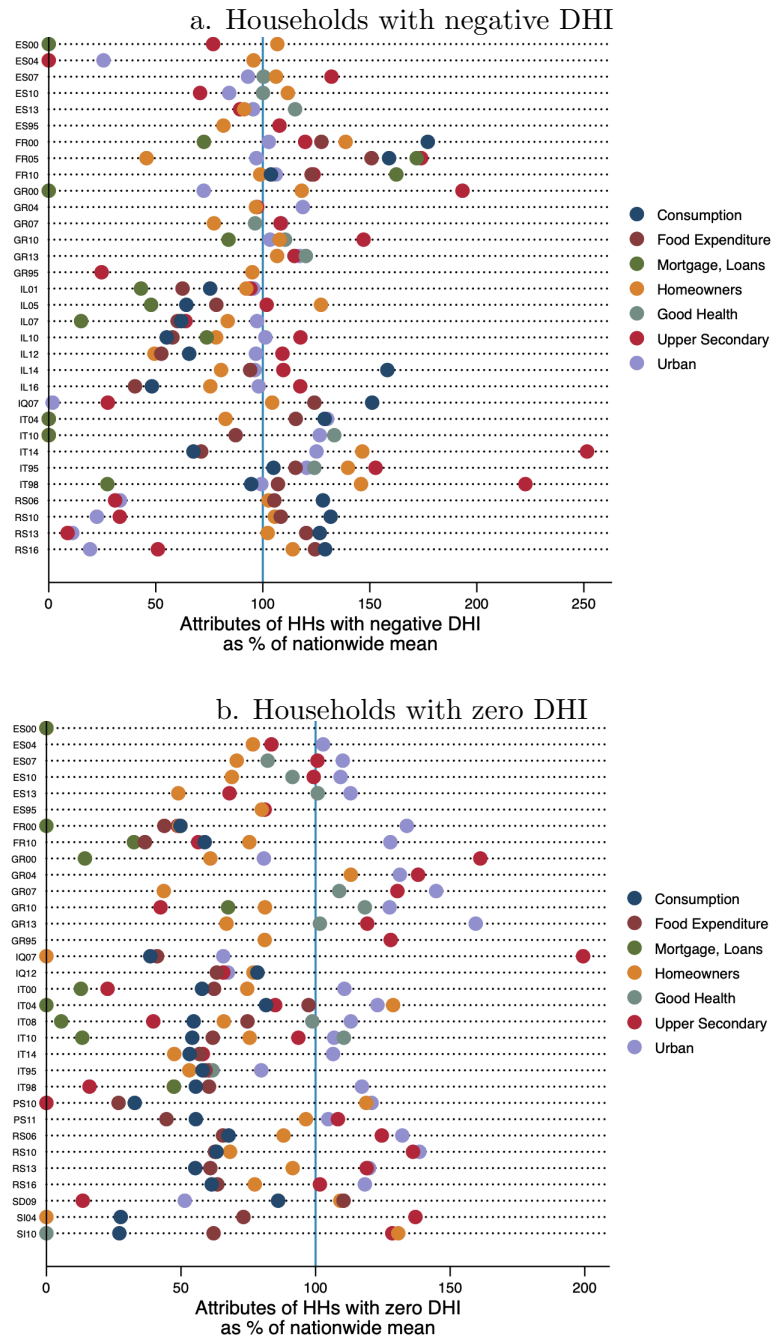 a. Households with negative DHI
ES00
ES04
ES07
ES10
ES13
ES95
FR00
FR05
FR10
GR00
GR04
GR07
GR10
GR13
GR95
IL01
IL05
IL07
IL10
IL12
IL14
IL16
IQ07
IT04
IT10
IT14
IT95
IT98
RS06
RS10
RS13
RS16
0 50 100 150 200 250
Attributes of HHs with negative DHI
as % of nationwide mean
Consumption
Food Expenditure
Mortgage, Loans
Homeowners
Good Health
Upper Secondary
Urban
b. Households with zero DHI
ES00
ES04
ES07
ES10
ES13
ES95
FR00
FR10
GR00
GR04
GR07
GR10
GR13
GR95
IQ07
IQ12
IT00
IT04
IT08
IT10
IT14
IT95
IT98
PS10
PS11
RS06
RS10
RS13
RS16
SD09
SI04
SI10
0 50 100 150 200
Attributes of HHs with zero DHI
as % of nationwide mean
Consumption
Food Expenditure
Mortgage, Loans
Homeowners
Good Health
Upper Secondary
Urban